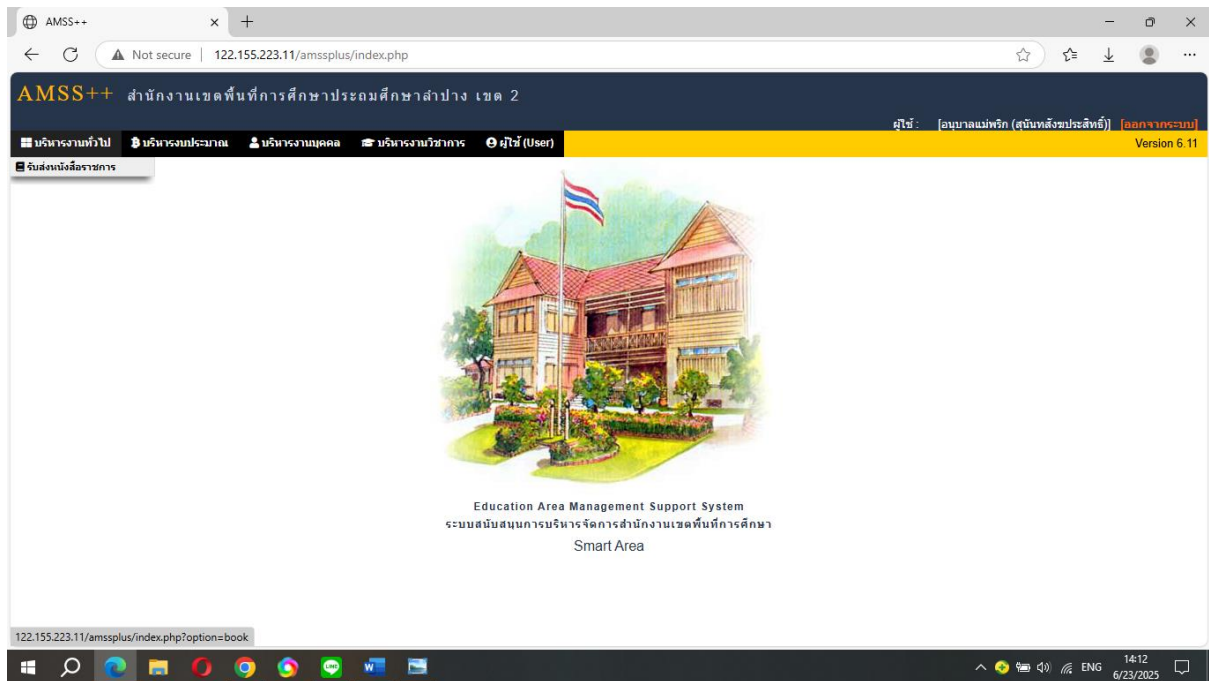 AMSS++
Not secure | 122.155.223.11/amssplus/index.php
AMSS++ สำนักงานเขตพื้นที่การศึกษาประถมศึกษาลำปาง เขต 2
ผู้ใช้ : [อนุบาลแม่พริก (สุนันทสังฆประสิทธิ์)] [ออกจากระบบ]
บริหารงานทั่วไป บริหารงบประมาณ บริหารงานบุคคล บริหารงานวิชาการ ผู้ใช้ (User) Version 6.11
รับส่งหนังสือราชการ
Education Area Management Support System
ระบบสนับสนุนการบริหารจัดการสำนักงานเขตพื้นที่การศึกษา
Smart Area
122.155.223.11/amssplus/index.php?option=book
LINE
W
ENG
14:12
6/23/2025